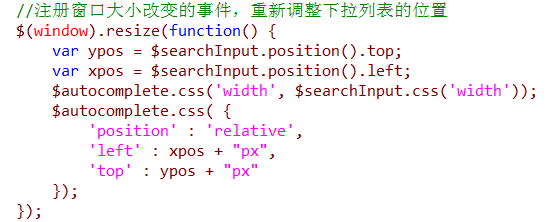 //注册窗口大小改变的事件，重新调整下拉列表的位置
$(window).resize(function() {
    var ypos = $searchInput.position().top;
    var xpos = $searchInput.position().left;
    $autocomplete.css('width', $searchInput.css('width'));
    $autocomplete.css( {
        'position' : 'relative',
        'left' : xpos + "px",
        'top' : ypos + "px"
    });
});